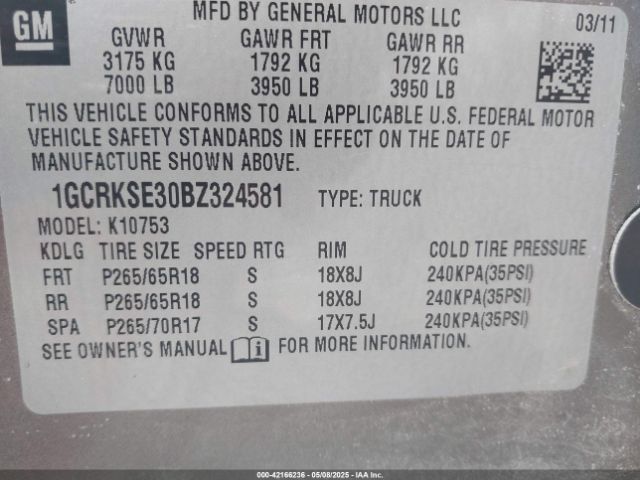 GM
MFD BY GENERAL MOTORS LLC 03/11
GVWR GAWR FRT GAWR RR
3175 KG 1792 KG 1792 KG
7000 LB 3950 LB 3950 LB
THIS VEHICLE CONFORMS TO ALL APPLICABLE U.S. FEDERAL MOTOR
VEHICLE SAFETY STANDARDS IN EFFECT ON THE DATE OF
MANUFACTURE SHOWN ABOVE.
1GCRKSE30BZ324581 TYPE: TRUCK
MODEL: K10753
KDLG TIRE SIZE SPEED RTG RIM COLD TIRE PRESSURE
FRT P265/65R18 S 18X8J 240KPA(35PSI)
RR P265/65R18 S 18X8J 240KPA(35PSI)
SPA P265/70R17 S 17X7.5J 240KPA(35PSI)
SEE OWNER'S MANUAL i FOR MORE INFORMATION.
000-42166236 - 05/08/2025 - IAAI.CA